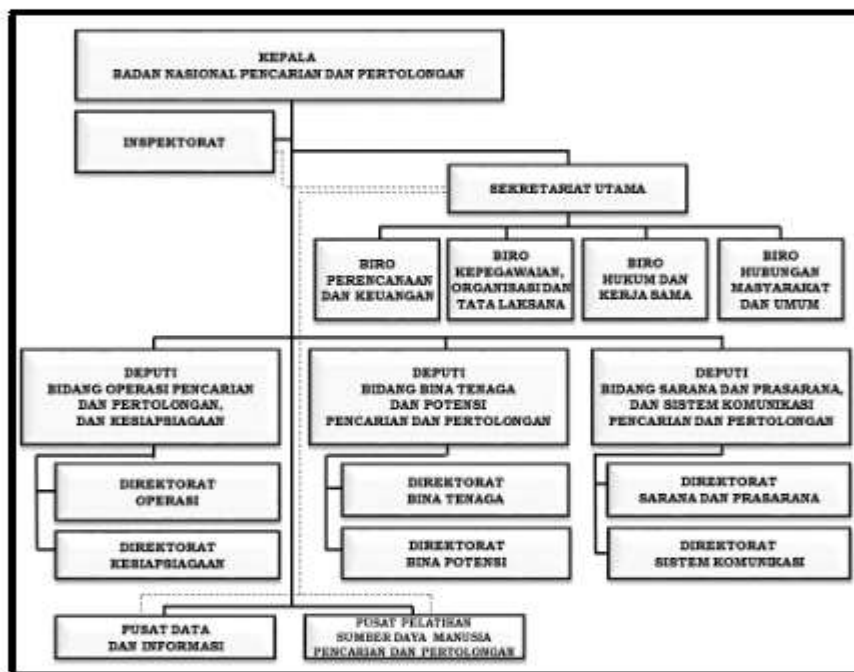 KEPALA
BADAN NASIONAL PENCARIAN DAN PERTOLONGAN
INSPEKTORAT
SEKRETARIAT UTAMA
BIRO
PERENCANAAN
DAN KEUANGAN
BIRO
KEPEGAWAIAN,
ORGANISASI DAN
TATA LAKSANA
BIRO
HUKUM DAN
KERJA SAMA
BIRO
HUBUNGAN
MASYARAKAT
DAN UMUM
DEPUTI
BIDANG OPERASI PENCARIAN
DAN PERTOLONGAN,
DAN KESIAPSIAGAAN
DEPUTI
BIDANG BINA TENAGA
DAN POTENSI
PENCARIAN DAN PERTOLONGAN
DEPUTI
BIDANG SARANA DAN PRASARANA,
DAN SISTEM KOMUNIKASI
PENCARIAN DAN PERTOLONGAN
DIREKTORAT
OPERASI
DIREKTORAT
BINA TENAGA
DIREKTORAT
SARANA DAN PRASARANA
DIREKTORAT
KESIAPSIAGAAN
DIREKTORAT
BINA POTENSI
DIREKTORAT
SISTEM KOMUNIKASI
PUSAT DATA
DAN INFORMASI
PUSAT PELATIHAN
SUMBER DAYA MANUSIA
PENCARIAN DAN PERTOLONGAN